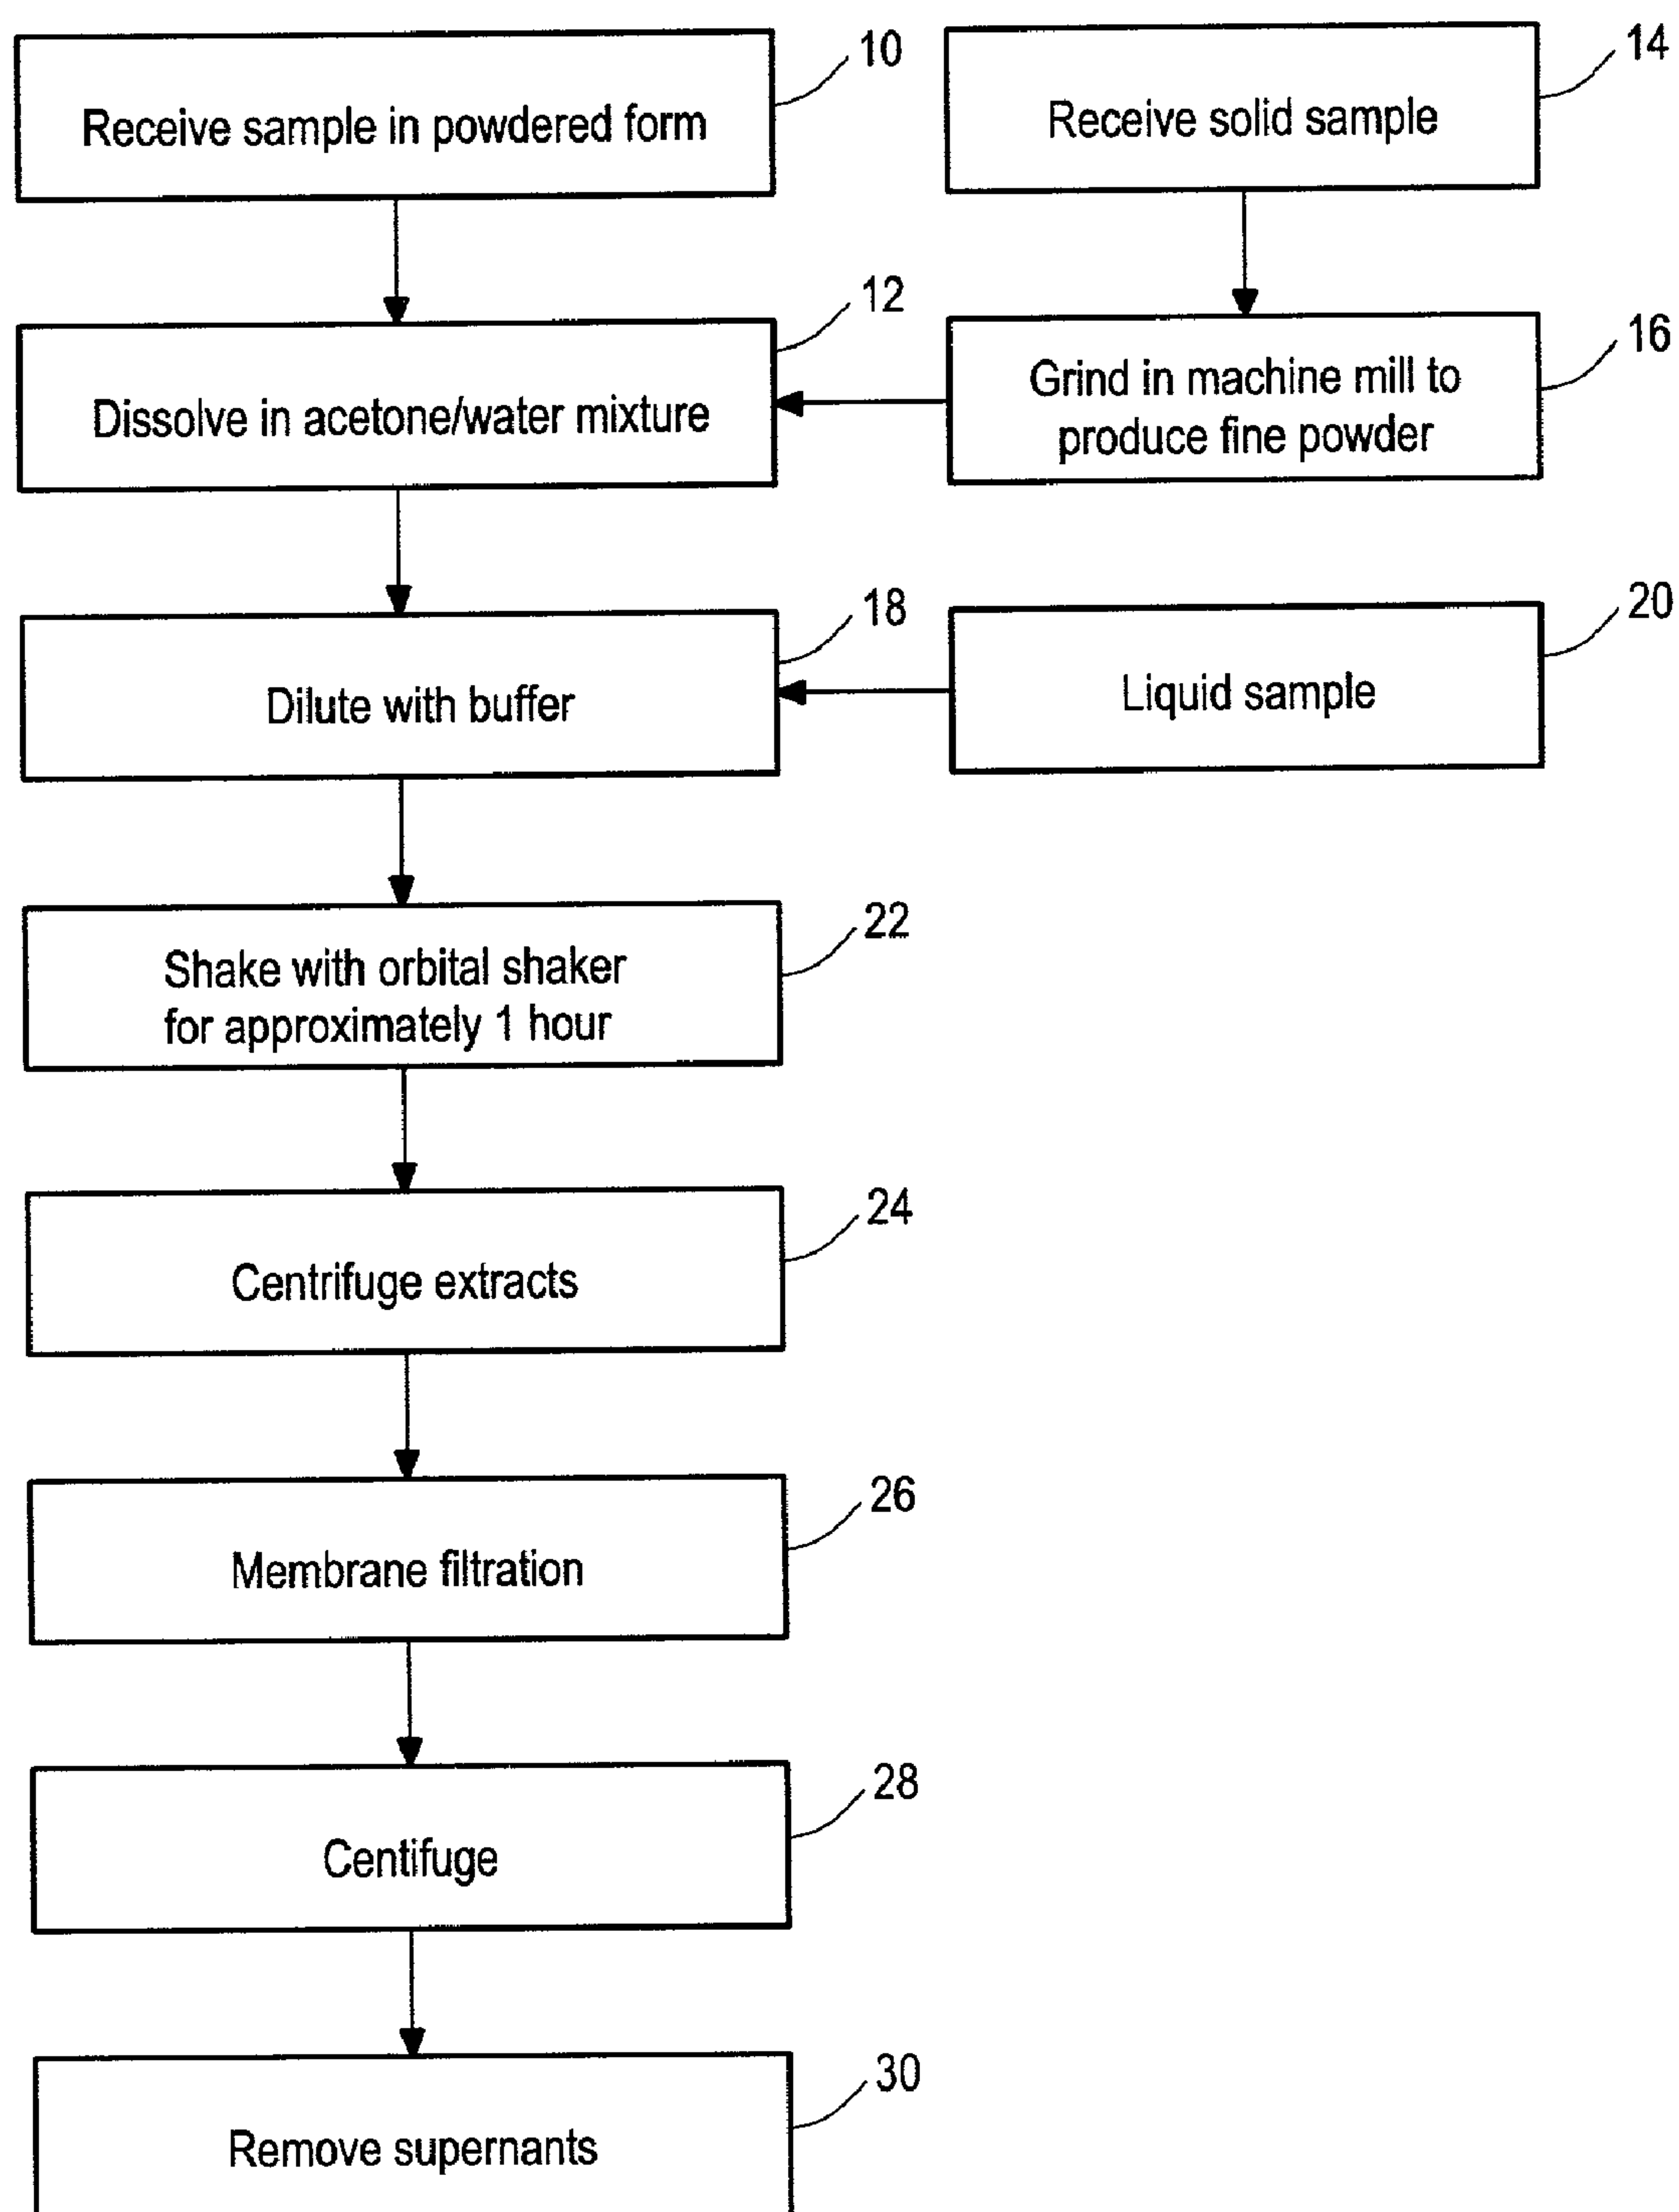 10
Receive sample in powdered form
14
Receive solid sample
12
Dissolve in acetone/water mixture
16
Grind in machine mill to
produce fine powder
18
Dilute with buffer
20
Liquid sample
22
Shake with orbital shaker
for approximately 1 hour
24
Centrifuge extracts
26
Membrane filtration
28
Centifuge
30
Remove supernants